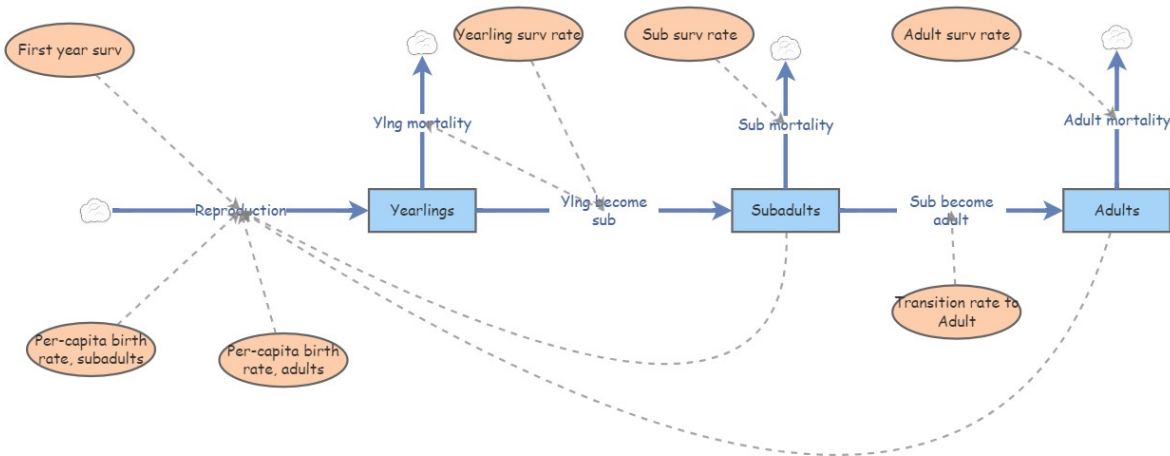 First year surv
Yearling surv rate
Sub surv rate
Adult surv rate
Ylng mortality
Sub mortality
Adult mortality
Reproduction
Yearlings
Ylng become
sub
Subadults
Sub become
adult
Adults
Transition rate to
Adult
Per-capita birth
rate, subadults
Per-capita birth
rate, adults